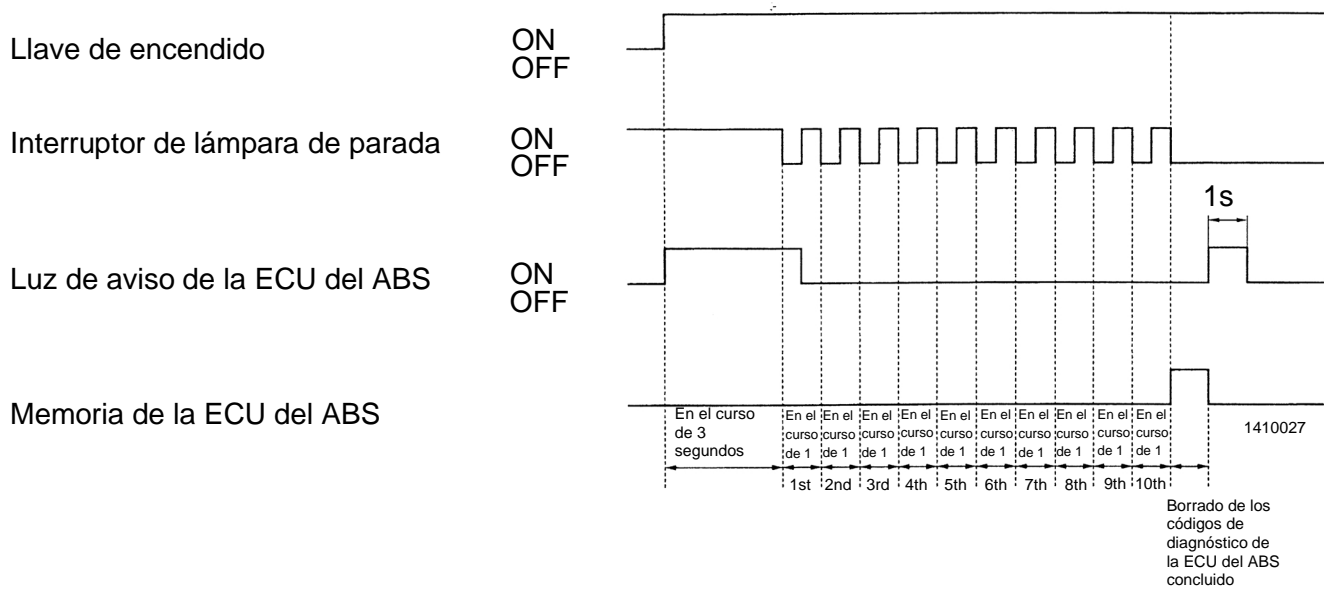 Llave de encendido
ON
OFF
Interruptor de lámpara de parada
ON
OFF
1s
Luz de aviso de la ECU del ABS
ON
OFF
Memoria de la ECU del ABS
En el curso
de 3
segundos
En el
curso
de 1
En el
curso
de 1
En el
curso
de 1
En el
curso
de 1
En el
curso
de 1
En el
curso
de 1
En el
curso
de 1
En el
curso
de 1
En el
curso
de 1
En el
curso
de 1
1410027
1st 2nd 3rd 4th 5th 6th 7th 8th 9th 10th
Borrado de los
códigos de
diagnóstico de
la ECU del ABS
concluido